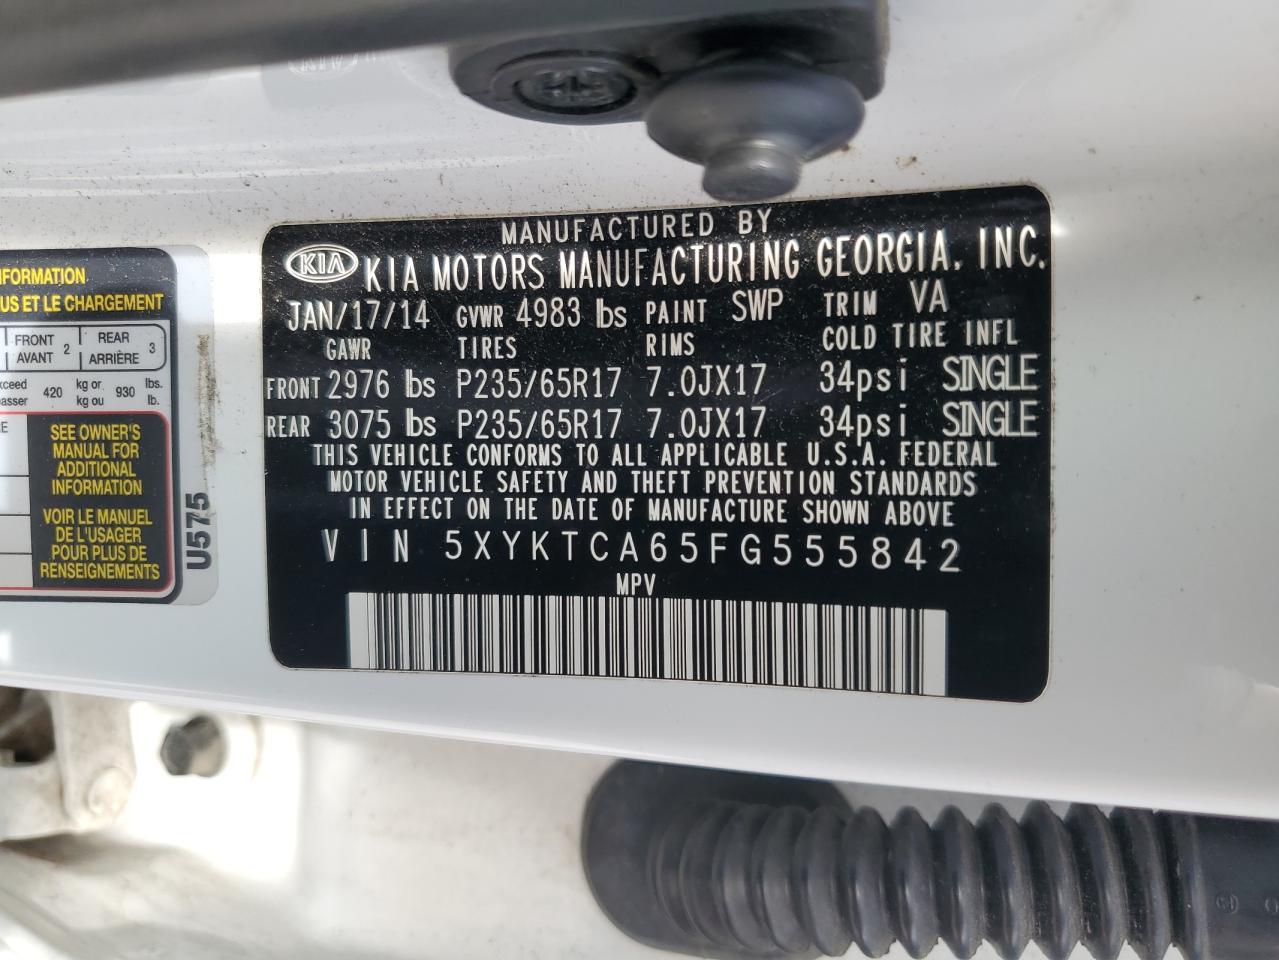 MANUFACTURED BY
KIA KIA MOTORS MANUFACTURING GEORGIA, INC.
JAN/17/14 GVWR 4983 lbs PAINT SWP TRIM VA
GAWR TIRES RIMS COLD TIRE INFL
FRONT 2976 lbs P235/65R17 7.0JX17 34psi SINGLE
REAR 3075 lbs P235/65R17 7.0JX17 34psi SINGLE
THIS VEHICLE CONFORMS TO ALL APPLICABLE U.S.A. FEDERAL
MOTOR VEHICLE SAFETY AND THEFT PREVENTION STANDARDS
IN EFFECT ON THE DATE OF MANUFACTURE SHOWN ABOVE
VIN 5XYKTCA65FG555842
MPV
US ET LE CHARGEMENT
FRONT 2 REAR 3
AVANT ARRIÈRE
420 kg or 930 lbs.
kg ou lb.
SEE OWNER'S
MANUAL FOR
ADDITIONAL
INFORMATION
VOIR LE MANUEL
DE L'USAGER
POUR PLUS DE
RENSEIGNEMENTS
U575